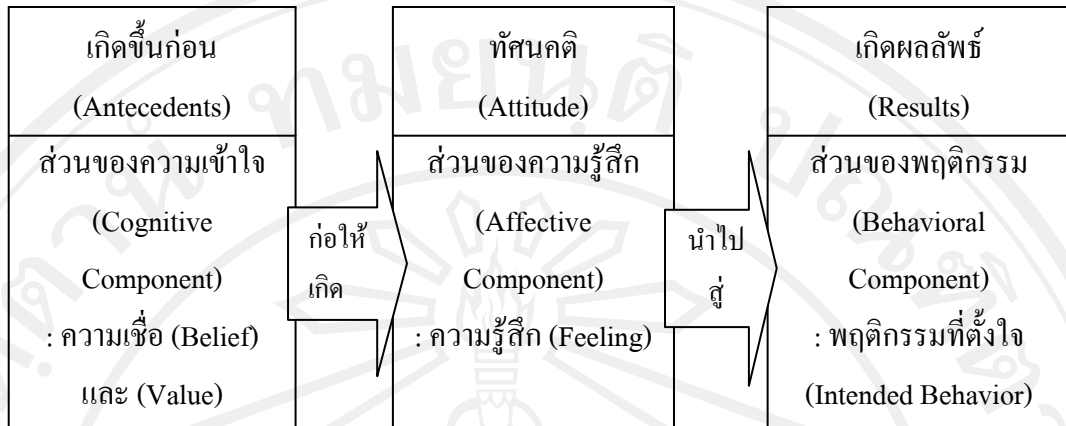 เกิดขึ้นก่อน
(Antecedents)
ส่วนของความเข้าใจ
(Cognitive
Component)
: ความเชื่อ (Belief)
และ (Value)
ก่อให้
เกิด
ทัศนคติ
(Attitude)
ส่วนของความรู้สึก
(Affective
Component)
: ความรู้สึก (Feeling)
นำไป
สู่
เกิดผลลัพธ์
(Results)
ส่วนของพฤติกรรม
(Behavioral
Component)
: พฤติกรรมที่ตั้งใจ
(Intended Behavior)